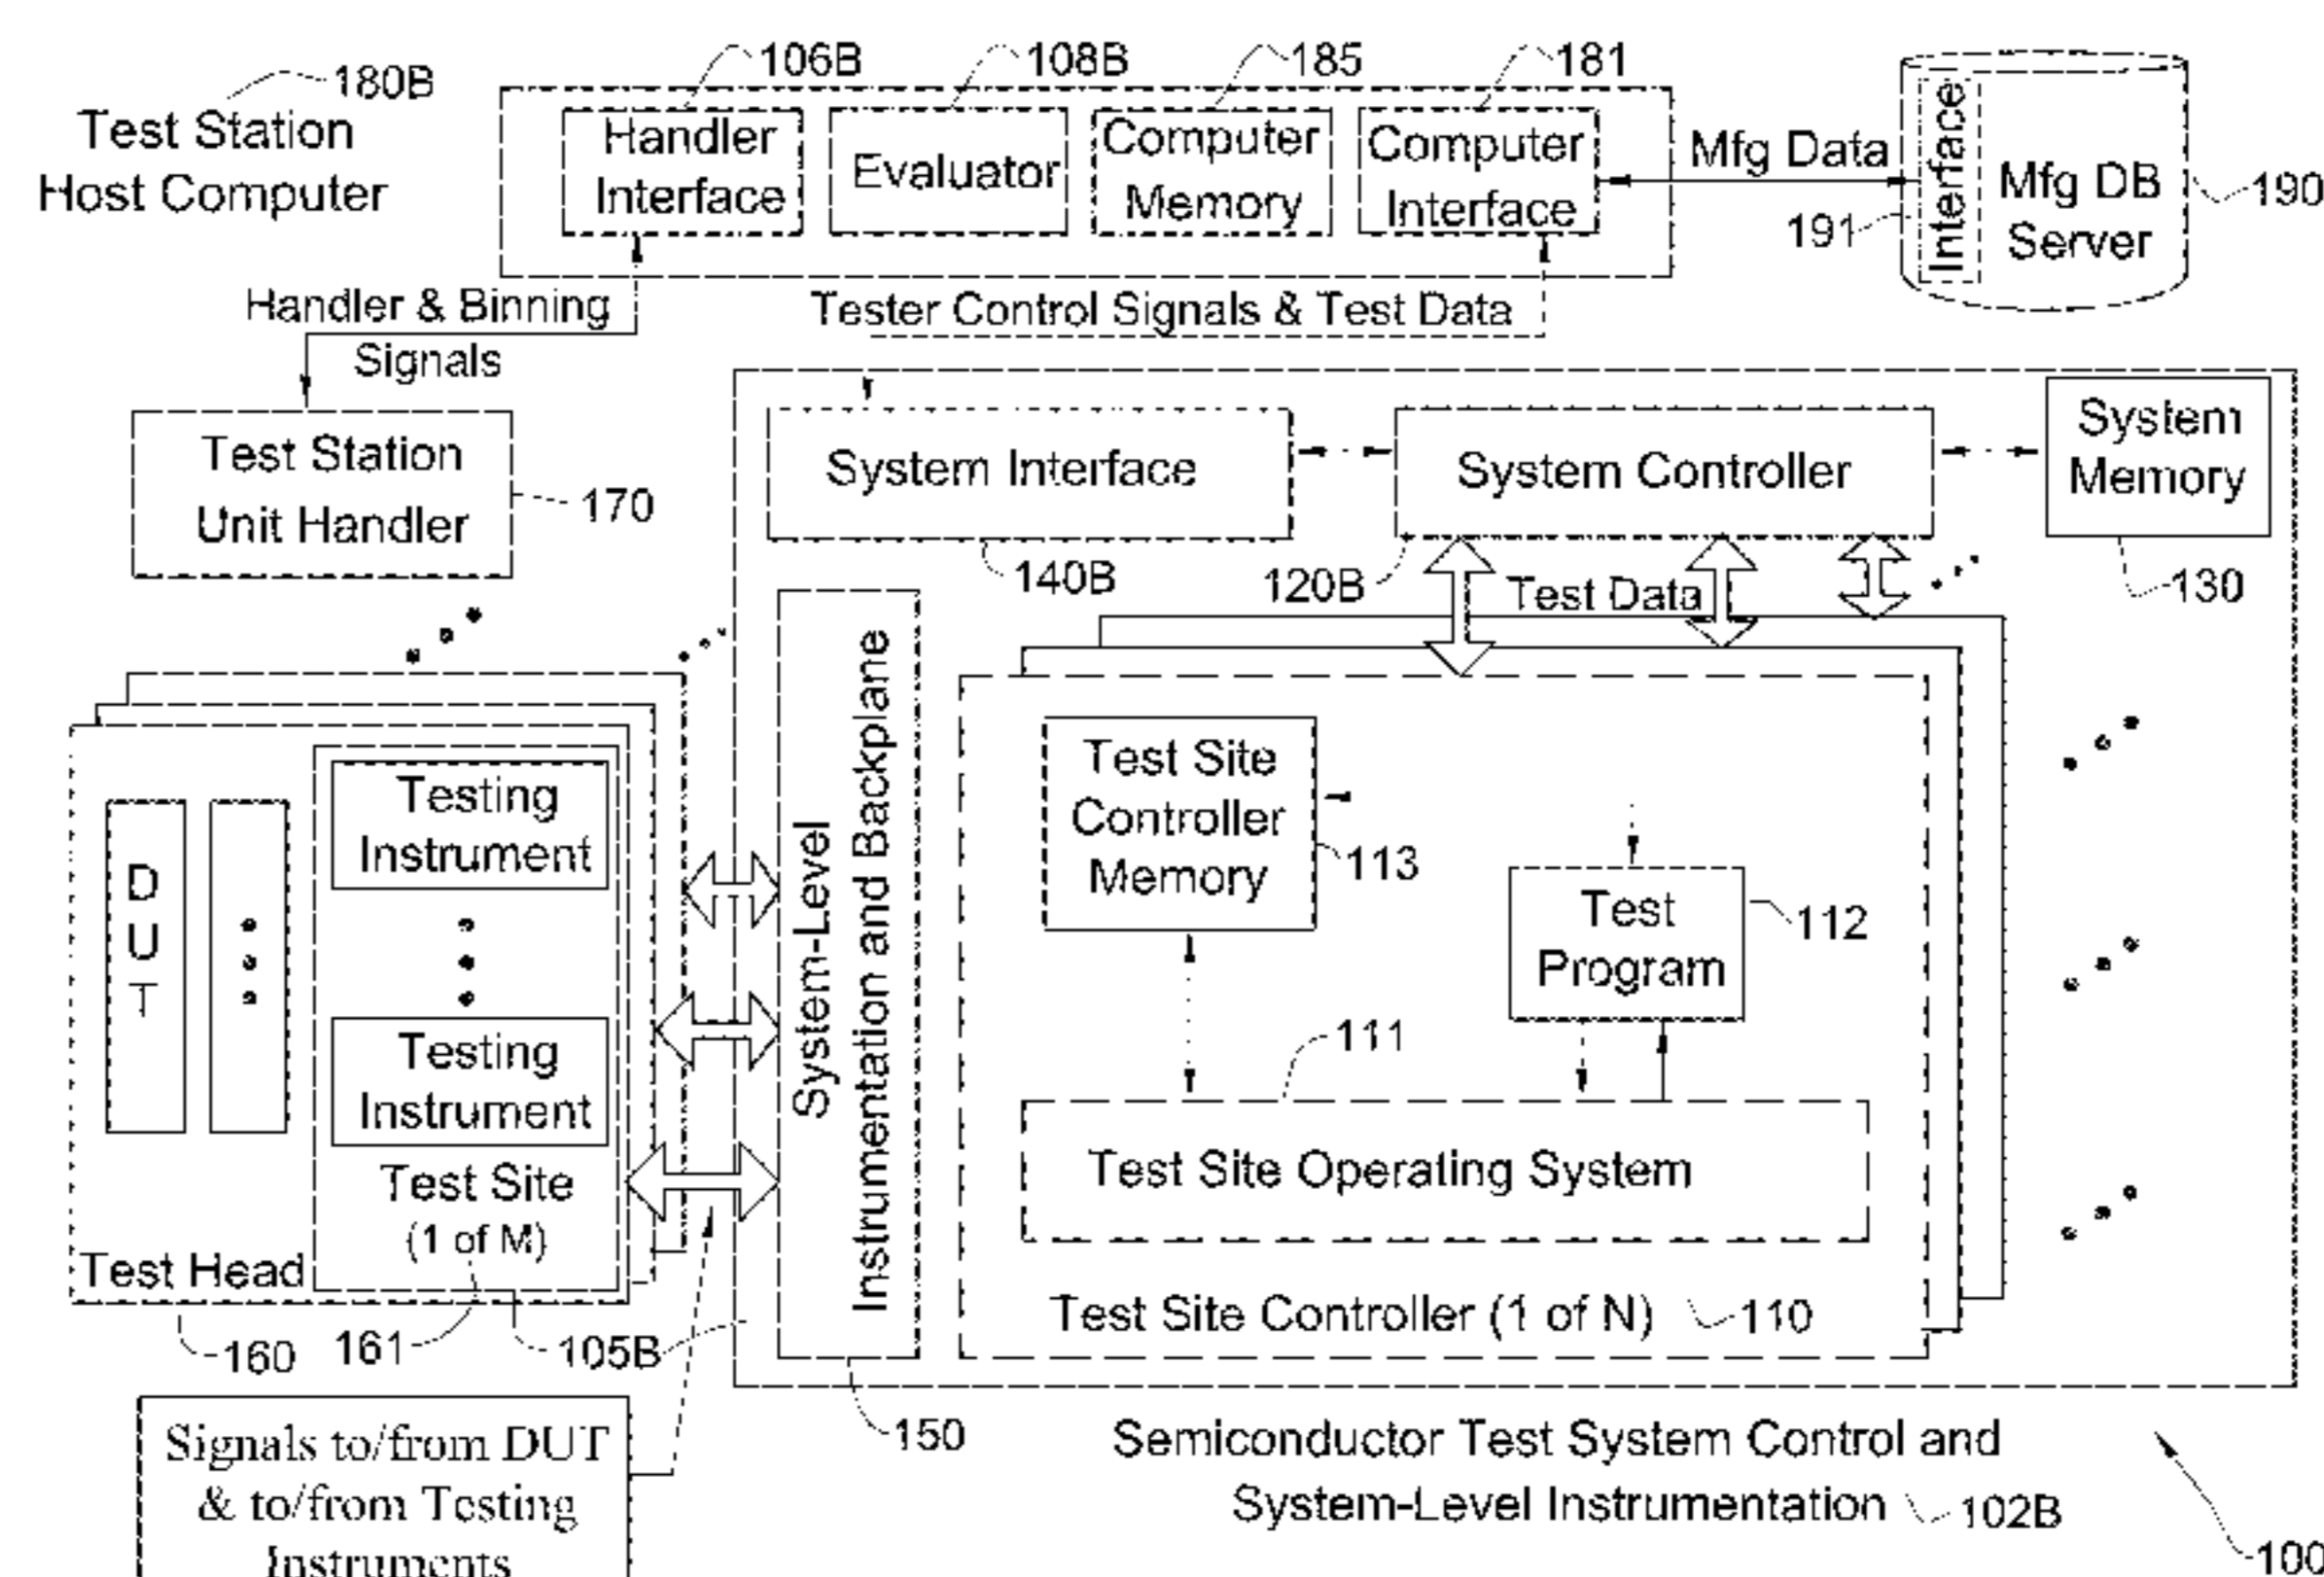 180B
Test Station
Host Computer
106B
108B
185
181
Handler
Interface
Evaluator
Computer
Memory
Computer
Interface
Mfg Data
Interface
Mfg DB
Server
190
191
Handler & Binning
Signals
Tester Control Signals & Test Data
Test Station
Unit Handler
170
System Interface
140B
System Controller
120B
System
Memory
130
Test Data
D
U
T
Testing
Instrument
Testing
Instrument
Test Site
(1 of M)
Test Head
160
161
105B
System-Level
Instrumentation and Backplane
150
Test Site
Controller
Memory
113
Test
Program
112
111
Test Site Operating System
Test Site Controller (1 of N)
110
Signals to/from DUT
& to/from Testing
Instruments
Semiconductor Test System Control and
System-Level Instrumentation
102B
100